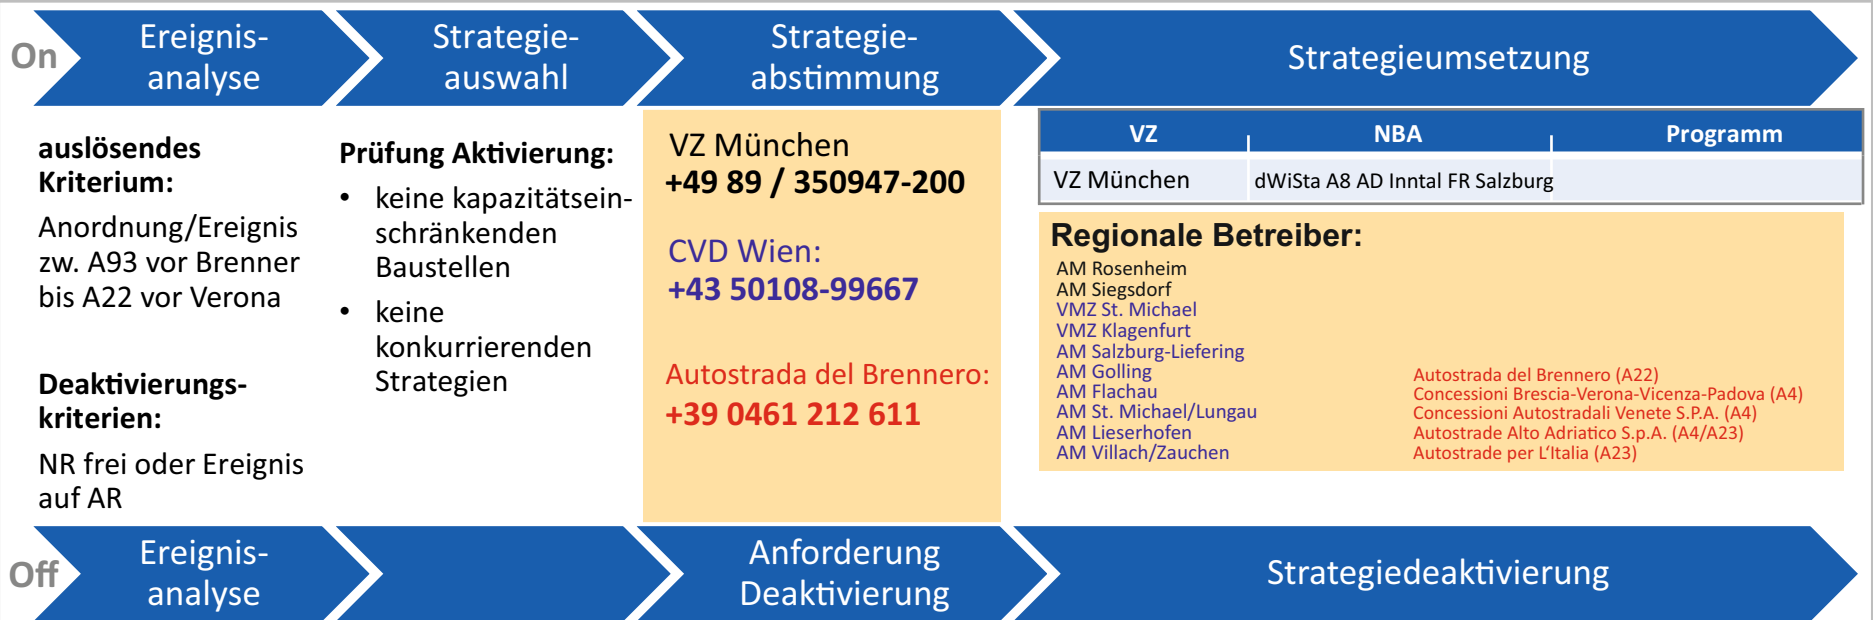 On
Ereignis-
analyse
Strategie-
auswahl
Strategie-
abstimmung
Strategieumsetzung
auslösendes
Kriterium:
Anordnung/Ereignis
zw. A93 vor Brenner
bis A22 vor Verona
Deaktivierungs-
kriterien:
NR frei oder Ereignis
auf AR
Prüfung Aktivierung:
• keine kapazitätsein-
schränkenden
Baustellen
• keine
konkurrierenden
Strategien
VZ München
+49 89 / 350947-200
CVD Wien:
+43 50108-99667
Autostrada del Brennero:
+39 0461 212 611
VZ NBA Programm
VZ München dWiSta A8 AD Inntal FR Salzburg
Regionale Betreiber:
AM Rosenheim
AM Siegsdorf
VMZ St. Michael
VMZ Klagenfurt
AM Salzburg-Liefering
AM Golling
AM Flachau
AM St. Michael/Lungau
AM Lieserhofen
AM Villach/Zauchen
Autostrada del Brennero (A22)
Concessioni Brescia-Verona-Vicenza-Padova (A4)
Concessioni Autostradali Venete S.P.A. (A4)
Autostrade Alto Adriatico S.p.A. (A4/A23)
Autostrade per L'Italia (A23)
Off
Ereignis-
analyse
Anforderung
Deaktivierung
Strategiedeaktivierung